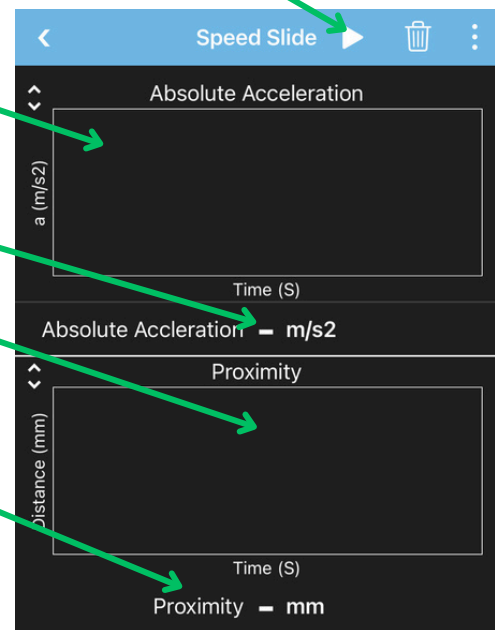 Speed Slide
Absolute Acceleration
a (m/s2)
Time (S)
Absolute Accleration – m/s2
Proximity
Distance (mm)
Time (S)
Proximity – mm